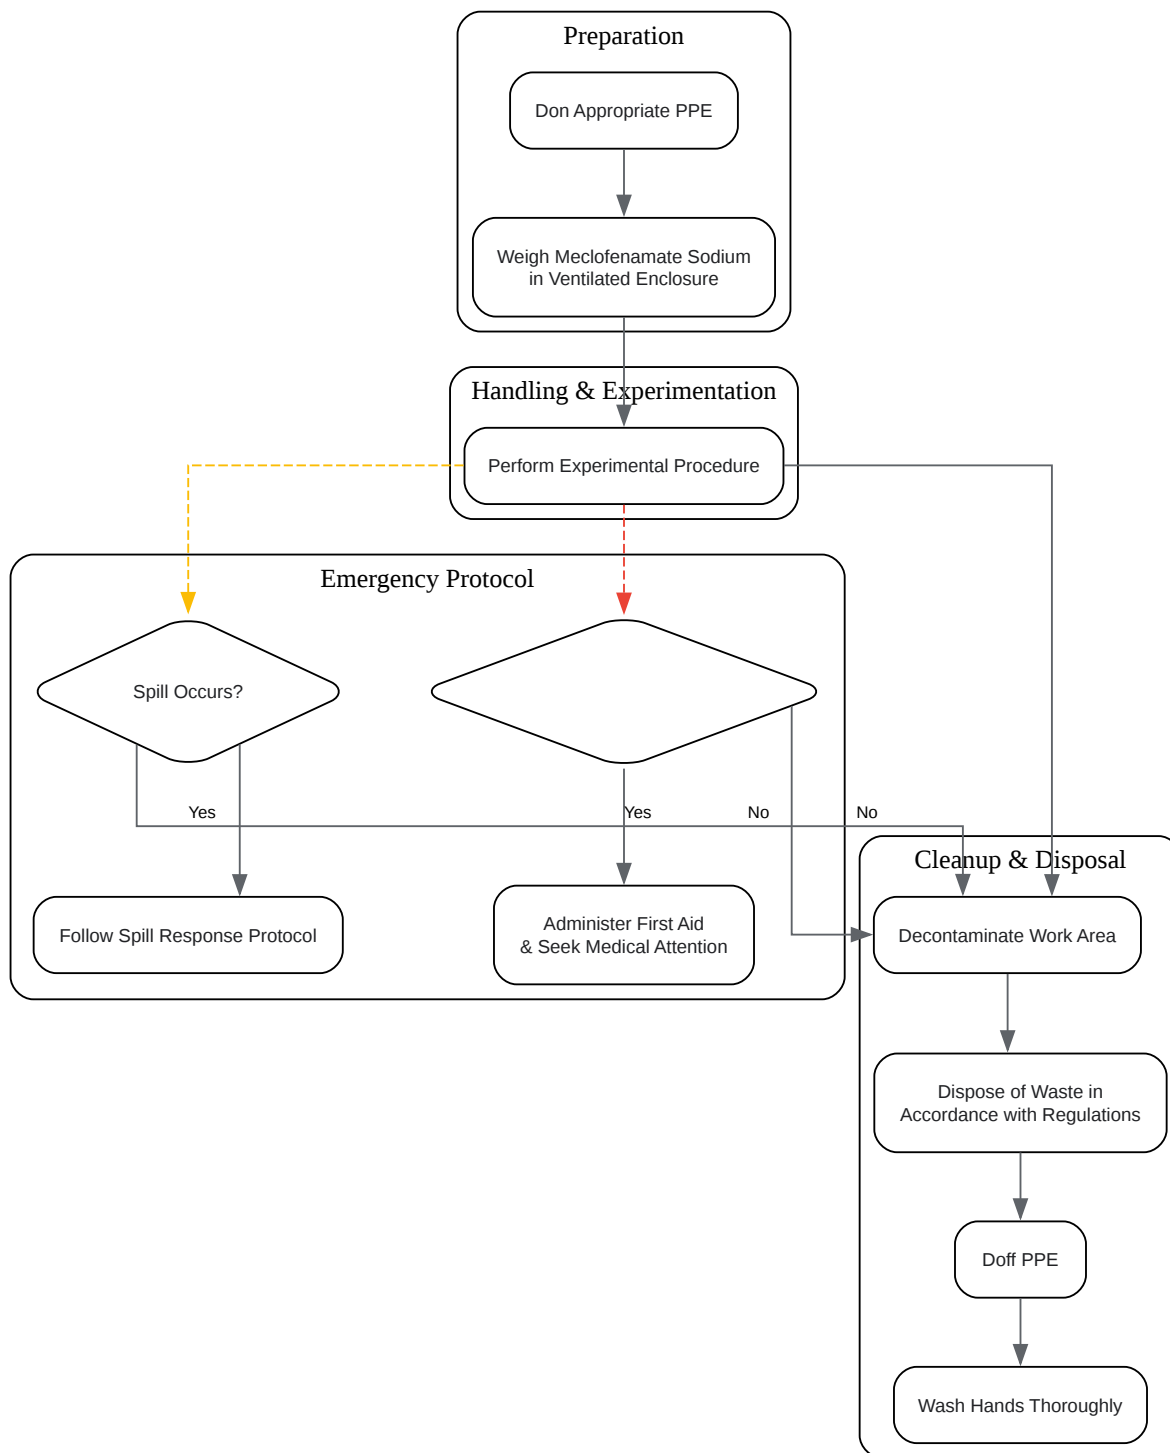 Preparation
Don Appropriate PPE
Weigh Meclofenamate Sodium
in Ventilated Enclosure
Handling & Experimentation
Perform Experimental Procedure
Emergency Protocol
Spill Occurs?
Yes
Yes
No
No
Follow Spill Response Protocol
Administer First Aid
& Seek Medical Attention
Cleanup & Disposal
Decontaminate Work Area
Dispose of Waste in
Accordance with Regulations
Doff PPE
Wash Hands Thoroughly